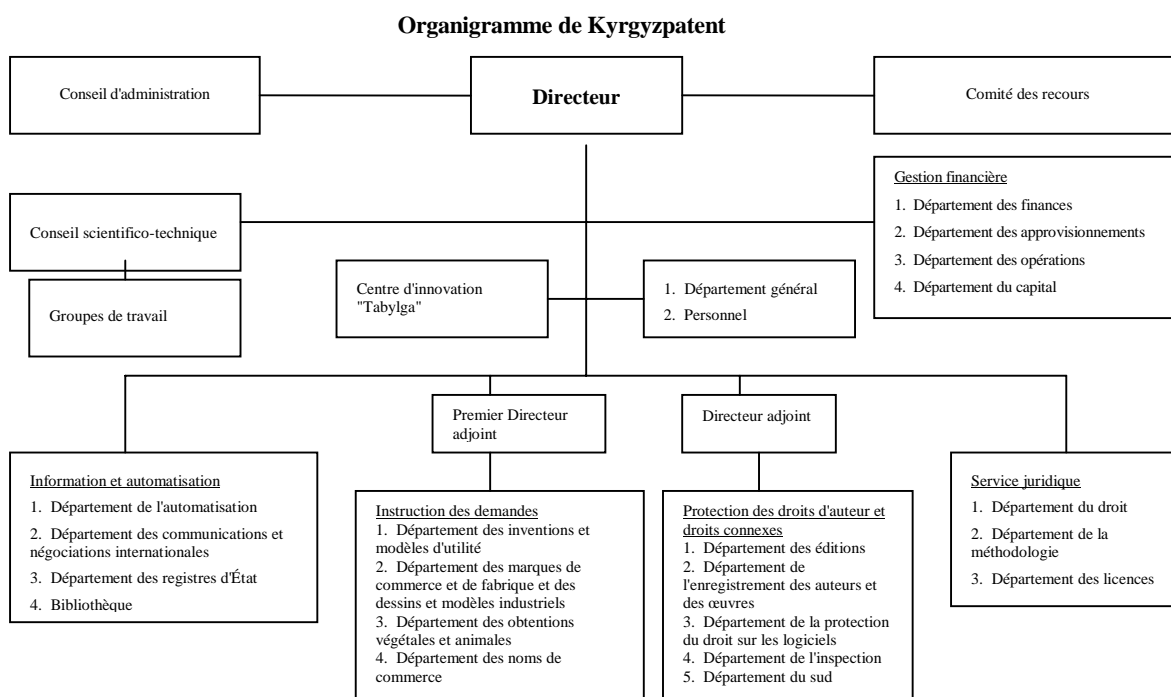 Organigramme de Kyrgyzpatent
Conseil d'administration
Directeur
Comité des recours
Conseil scientifico-technique
Groupes de travail
Gestion financière
1. Département des finances
2. Département des approvisionnements
3. Département des opérations
4. Département du capital
Centre d'innovation
"Tabylga"
1. Département général
2. Personnel
Premier Directeur
adjoint
Directeur adjoint
Information et automatisation
1. Département de l'automatisation
2. Département des communications et
négociations internationales
3. Département des registres d'État
4. Bibliothèque
Instruction des demandes
1. Département des inventions et
modèles d'utilité
2. Département des marques de
commerce et de fabrique et des
dessins et modèles industriels
3. Département des obtentions
végétales et animales
4. Département des noms de
commerce
Protection des droits d'auteur et
droits connexes
1. Département des éditions
2. Département de
l'enregistrement des auteurs et
des œuvres
3. Département de la protection
du droit sur les logiciels
4. Département de l'inspection
5. Département du sud
Service juridique
1. Département du droit
2. Département de la
méthodologie
3. Département des licences